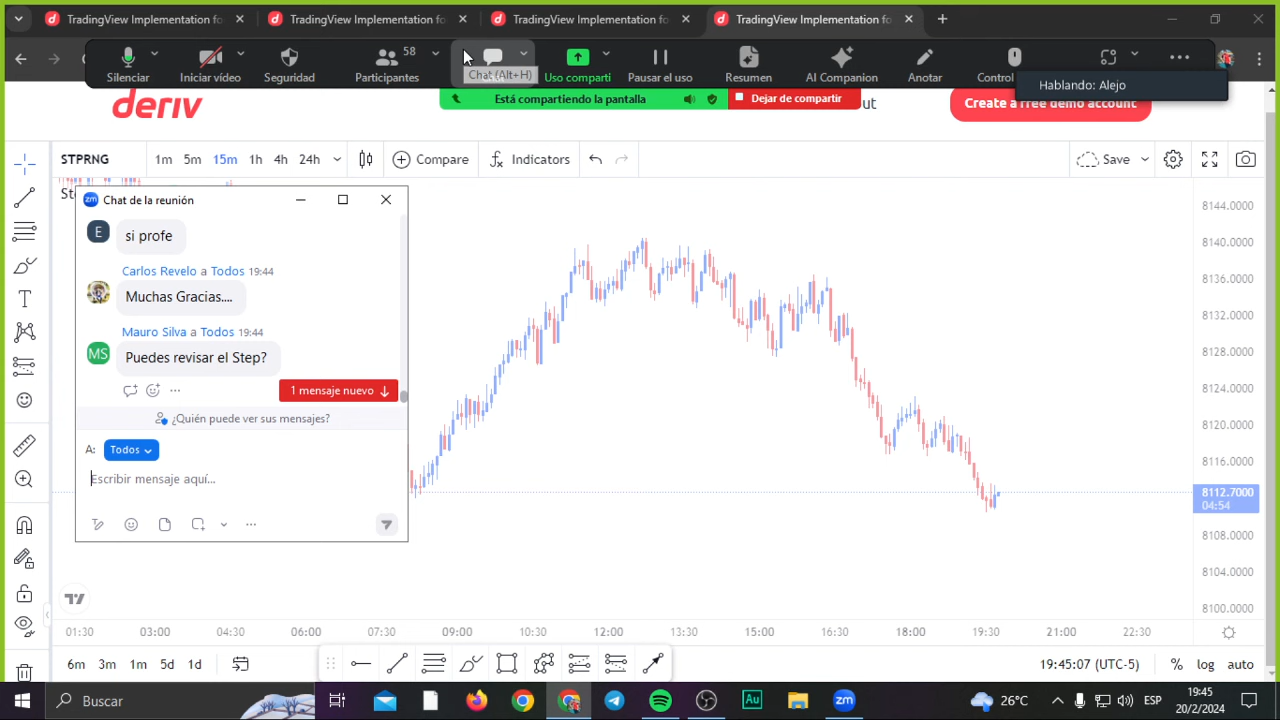 TradingView Implementation fo
TradingView Implementation fo
TradingView Implementation fo
TradingView Implementation fo
Silenciar
Iniciar vídeo
Seguridad
Participantes
58
Chat (Alt+H)
Uso comparti
Pausar el uso
Resumen
AI Companion
Anotar
Control
Hablando: Alejo
Está compartiendo la pantalla
Dejar de compartir
out
deriv
Create a free demo account
STPRNG
1m 5m 15m 1h 4h 24h
Compare
Indicators
Save
St
zm
Chat de la reunión
E
si profe
Carlos Revelo a Todos 19:44
Muchas Gracias....
Mauro Silva a Todos 19:44
MS
Puedes revisar el Step?
1 mensaje nuevo
¿Quién puede ver sus mensajes?
A: Todos
Escribir mensaje aquí...
8144.0000
8140.0000
8136.0000
8132.0000
8128.0000
8124.0000
8120.0000
8116.0000
8112.7000
04:54
8108.0000
8104.0000
8100.0000
01:30 03:00 04:30 06:00 07:30 09:00 10:30 12:00 13:30 15:00 16:30 18:00 19:30 21:00 22:30
6m 3m 1m 5d 1d
19:45:07 (UTC-5)
% log auto
Buscar
Au
zm
26°C
ESP
19:45
20/2/2024